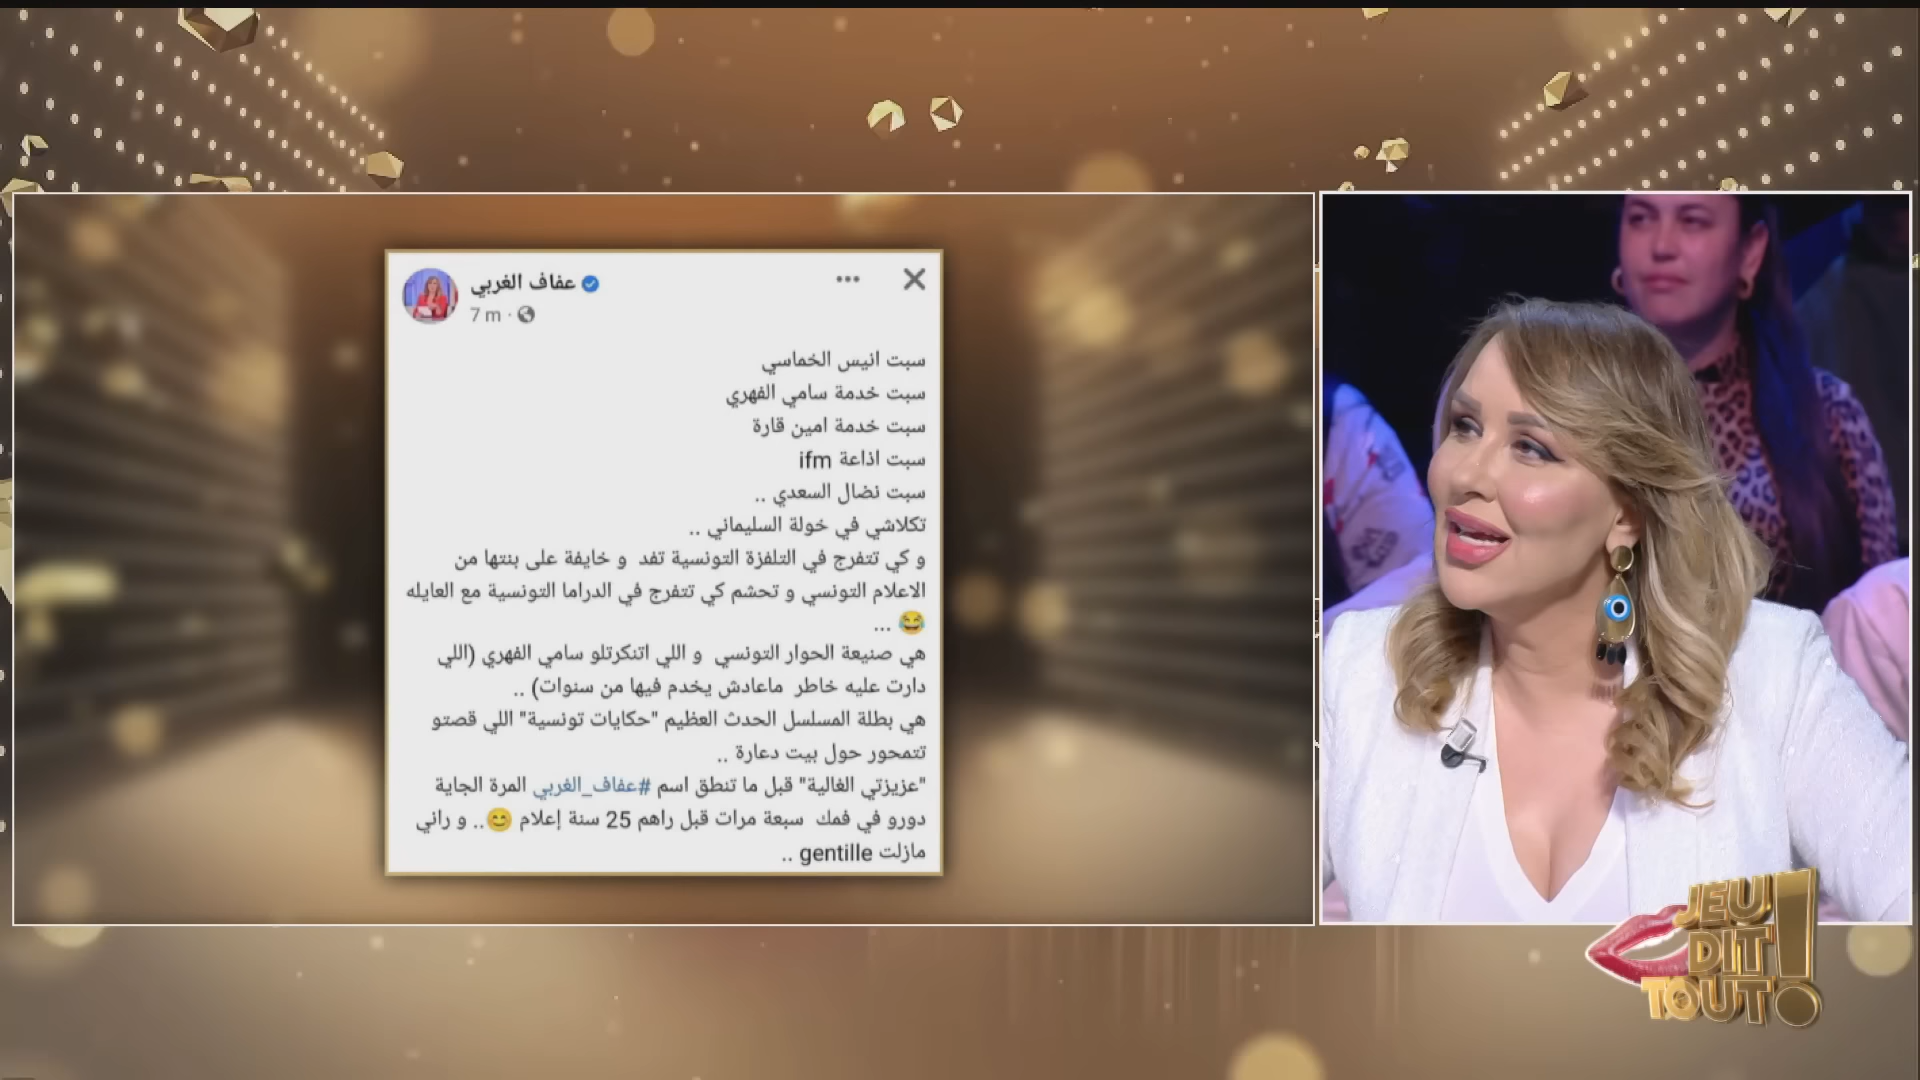 عفاف الغربي
7 m ·
سبت انيس الخماسي
سبت خدمة سامي الفهري
سبت خدمة امين قارة
سبت اذاعة ifm
سبت نضال السعدي ..
تكلاشي في خولة السليماني ..
و كي تتفرج في التلفزة التونسية تفد و خايفة على بنتها من
الاعلام التونسي و تحشم كي تتفرج في الدراما التونسية مع العايله
😂 ...
هي صنيعة الحوار التونسي و اللي اتنكرتلو سامي الفهري (اللي
دارت عليه خاطر ماعادش يخدم فيها من سنوات) ..
هي بطلة المسلسل الحدث العظيم "حكايات تونسية" اللي قصتو
تتمحور حول بيت دعارة ..
"عزيزتي الغالية" قبل ما تنطق اسم #عفاف_الغربي المرة الجاية
دورو في فمك سبعة مرات قبل راهم 25 سنة إعلام 😊.. و راني
مازلت gentille ..
JEU
DIT
TOUT!